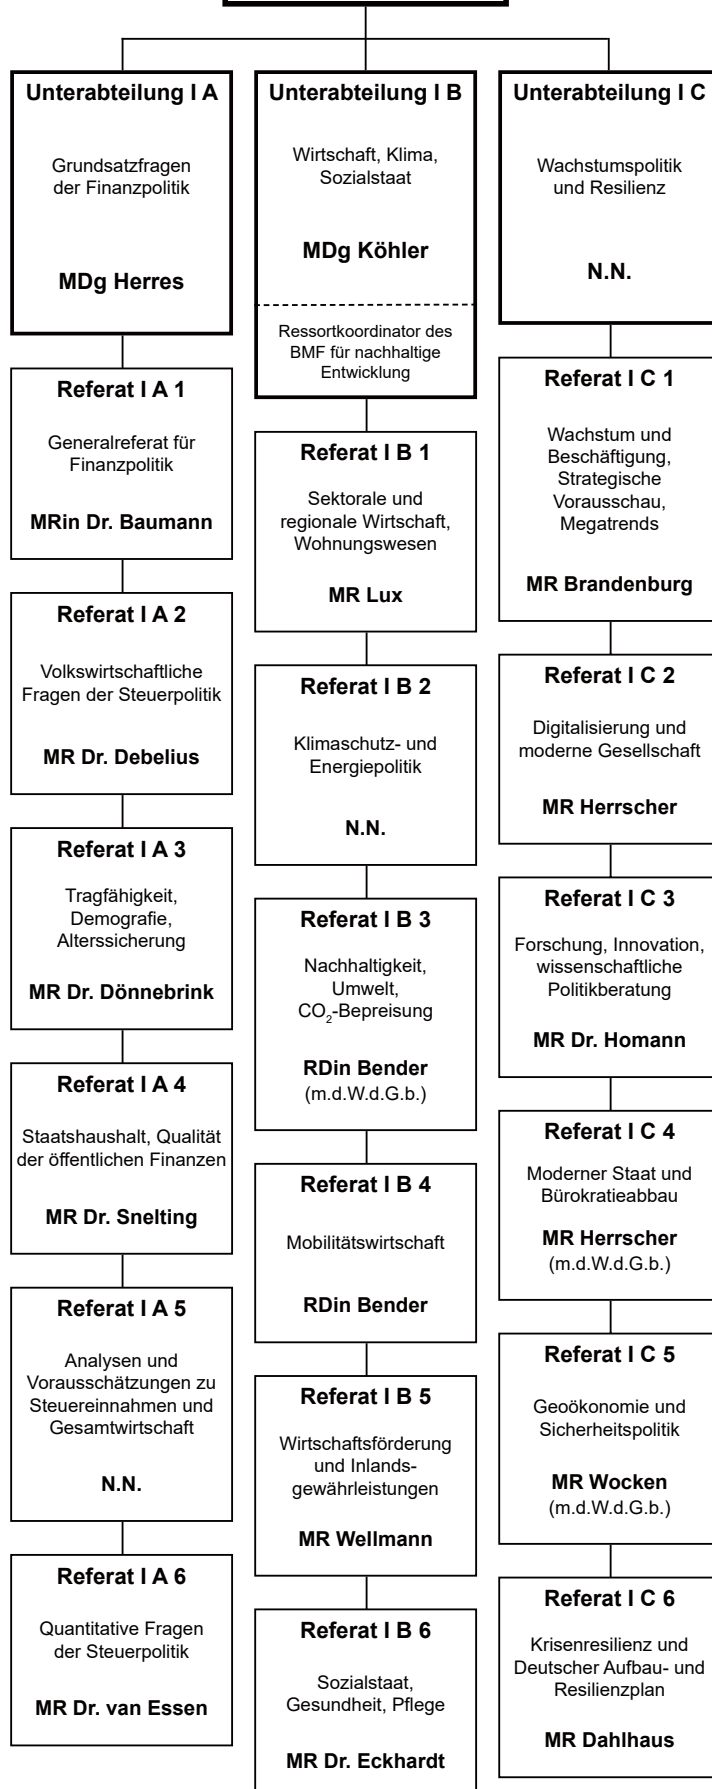 Unterabteilung I A
Grundsatzfragen
der Finanzpolitik
MDg Herres
Referat I A 1
Generalreferat für
Finanzpolitik
MRin Dr. Baumann
Referat I A 2
Volkswirtschaftliche
Fragen der Steuerpolitik
MR Dr. Debelius
Referat I A 3
Tragfähigkeit,
Demografie,
Alterssicherung
MR Dr. Dönnebrink
Referat I A 4
Staatshaushalt, Qualität
der öffentlichen Finanzen
MR Dr. Snelting
Referat I A 5
Analysen und
Vorausschätzungen zu
Steuereinnahmen und
Gesamtwirtschaft
N.N.
Referat I A 6
Quantitative Fragen
der Steuerpolitik
MR Dr. van Essen
Unterabteilung I B
Wirtschaft, Klima,
Sozialstaat
MDg Köhler
Ressortkoordinator des
BMF für nachhaltige
Entwicklung
Referat I B 1
Sektorale und
regionale Wirtschaft,
Wohnungswesen
MR Lux
Referat I B 2
Klimaschutz- und
Energiepolitik
N.N.
Referat I B 3
Nachhaltigkeit,
Umwelt,
CO₂-Bepreisung
RDin Bender
(m.d.W.d.G.b.)
Referat I B 4
Mobilitätswirtschaft
RDin Bender
Referat I B 5
Wirtschaftsförderung
und Inlands-
gewährleistungen
MR Wellmann
Referat I B 6
Sozialstaat,
Gesundheit, Pflege
MR Dr. Eckhardt
Unterabteilung I C
Wachstumspolitik
und Resilienz
N.N.
Referat I C 1
Wachstum und
Beschäftigung,
Strategische
Vorausschau,
Megatrends
MR Brandenburg
Referat I C 2
Digitalisierung und
moderne Gesellschaft
MR Herrscher
Referat I C 3
Forschung, Innovation,
wissenschaftliche
Politikberatung
MR Dr. Homann
Referat I C 4
Moderner Staat und
Bürokratieabbau
MR Herrscher
(m.d.W.d.G.b.)
Referat I C 5
Geoökonomie und
Sicherheitspolitik
MR Wocken
(m.d.W.d.G.b.)
Referat I C 6
Krisenresilienz und
Deutscher Aufbau- und
Resilienzplan
MR Dahlhaus